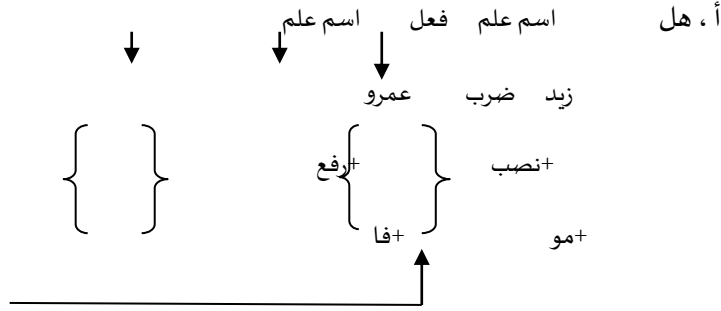 أ ، هل اسم علم فعل اسم علم
زيد ضرب عمرو
+نصب +رفع
+مو +فا